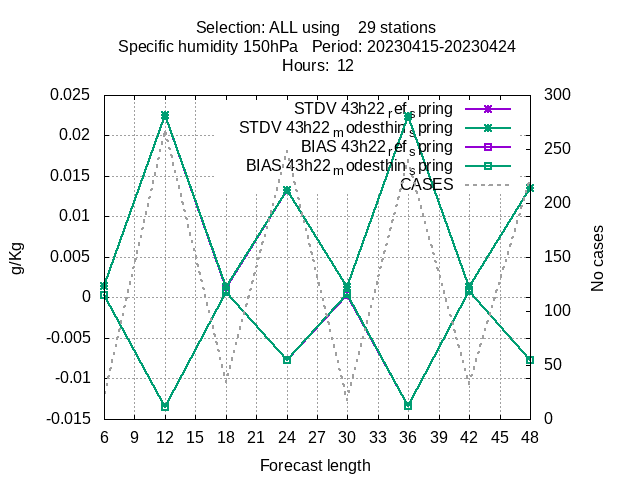 Selection: ALL using    29 stations
Specific humidity 150hPa   Period: 20230415-20230424
Hours:  12
STDV 43h22_ref_spring
STDV 43h22_modesthin_spring
BIAS 43h22_ref_spring
BIAS 43h22_modesthin_spring
CASES
0.025
0.02
0.015
0.01
0.005
0
-0.005
-0.01
-0.015
g/Kg
300
250
200
150
100
50
0
No cases
6 9 12 15 18 21 24 27 30 33 36 39 42 45 48
Forecast length